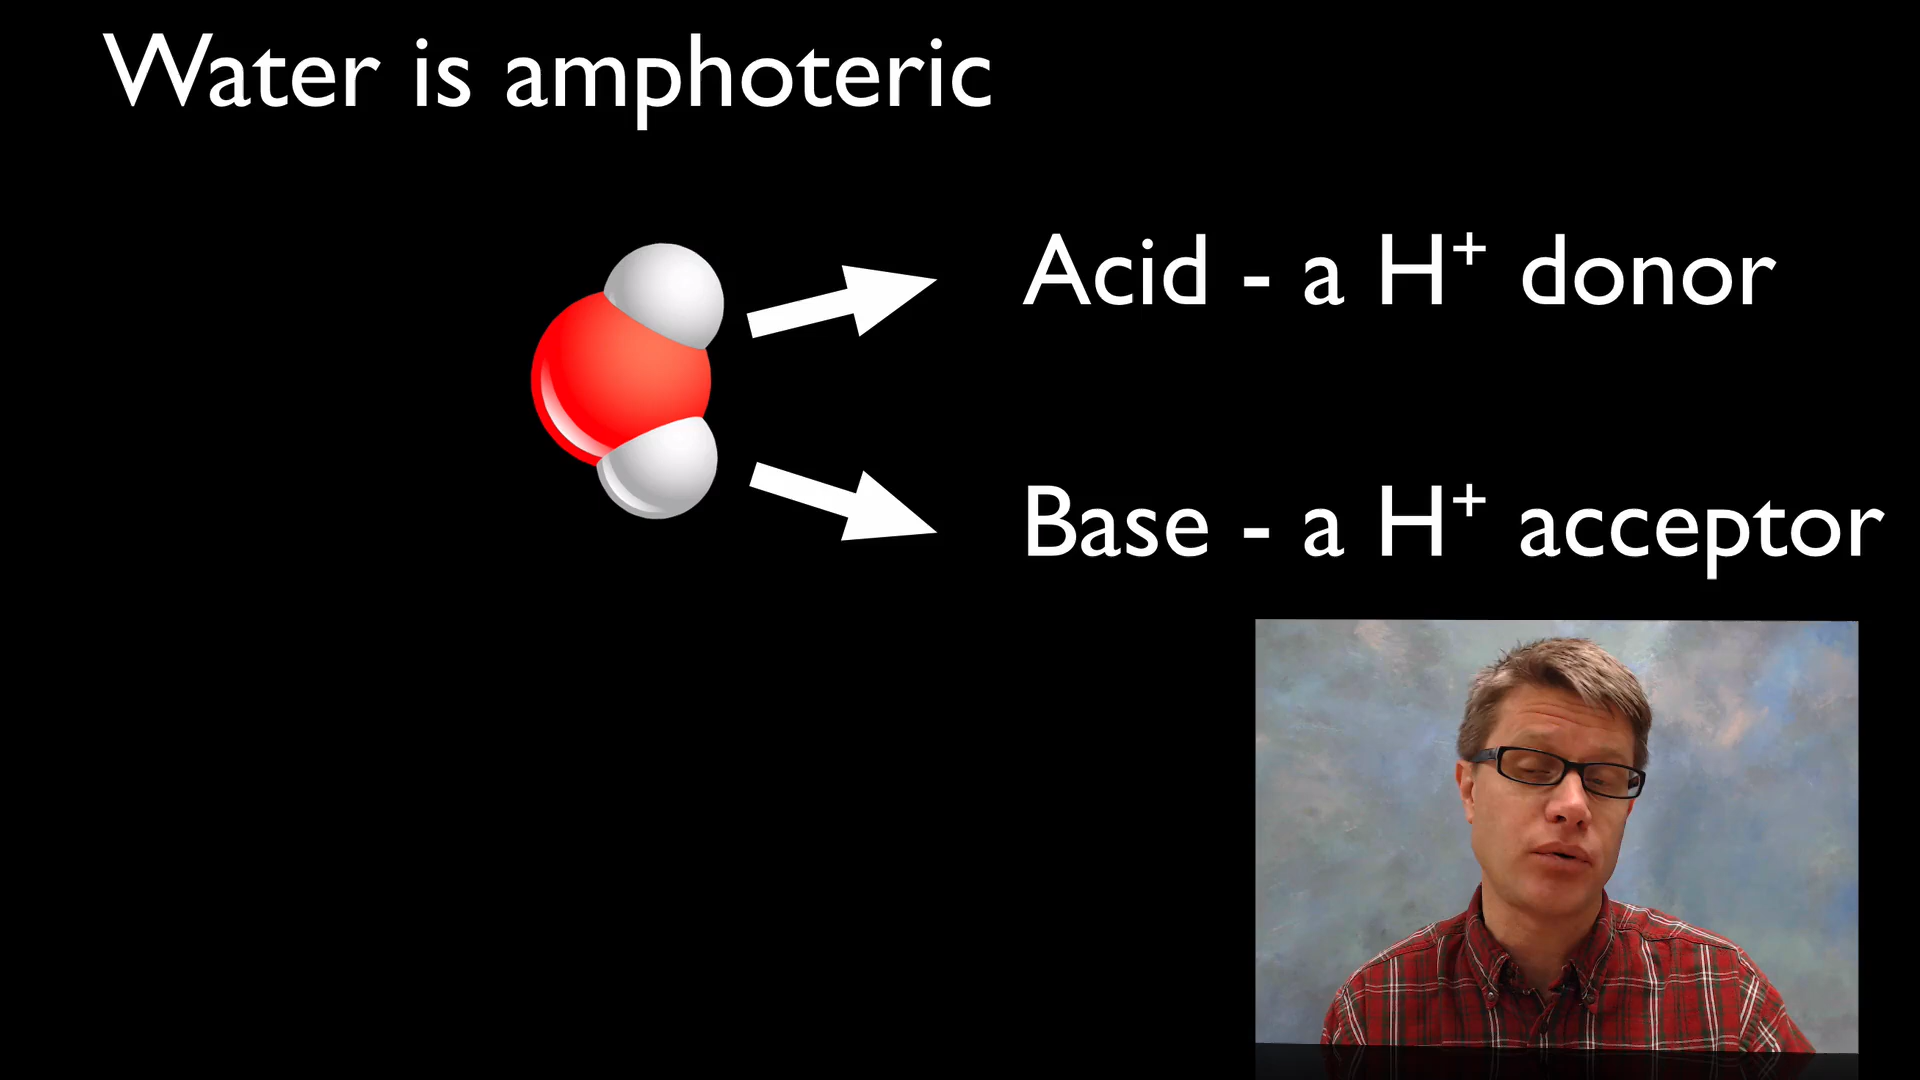 Water is amphoteric
Acid - a H⁺ donor
Base - a H⁺ acceptor